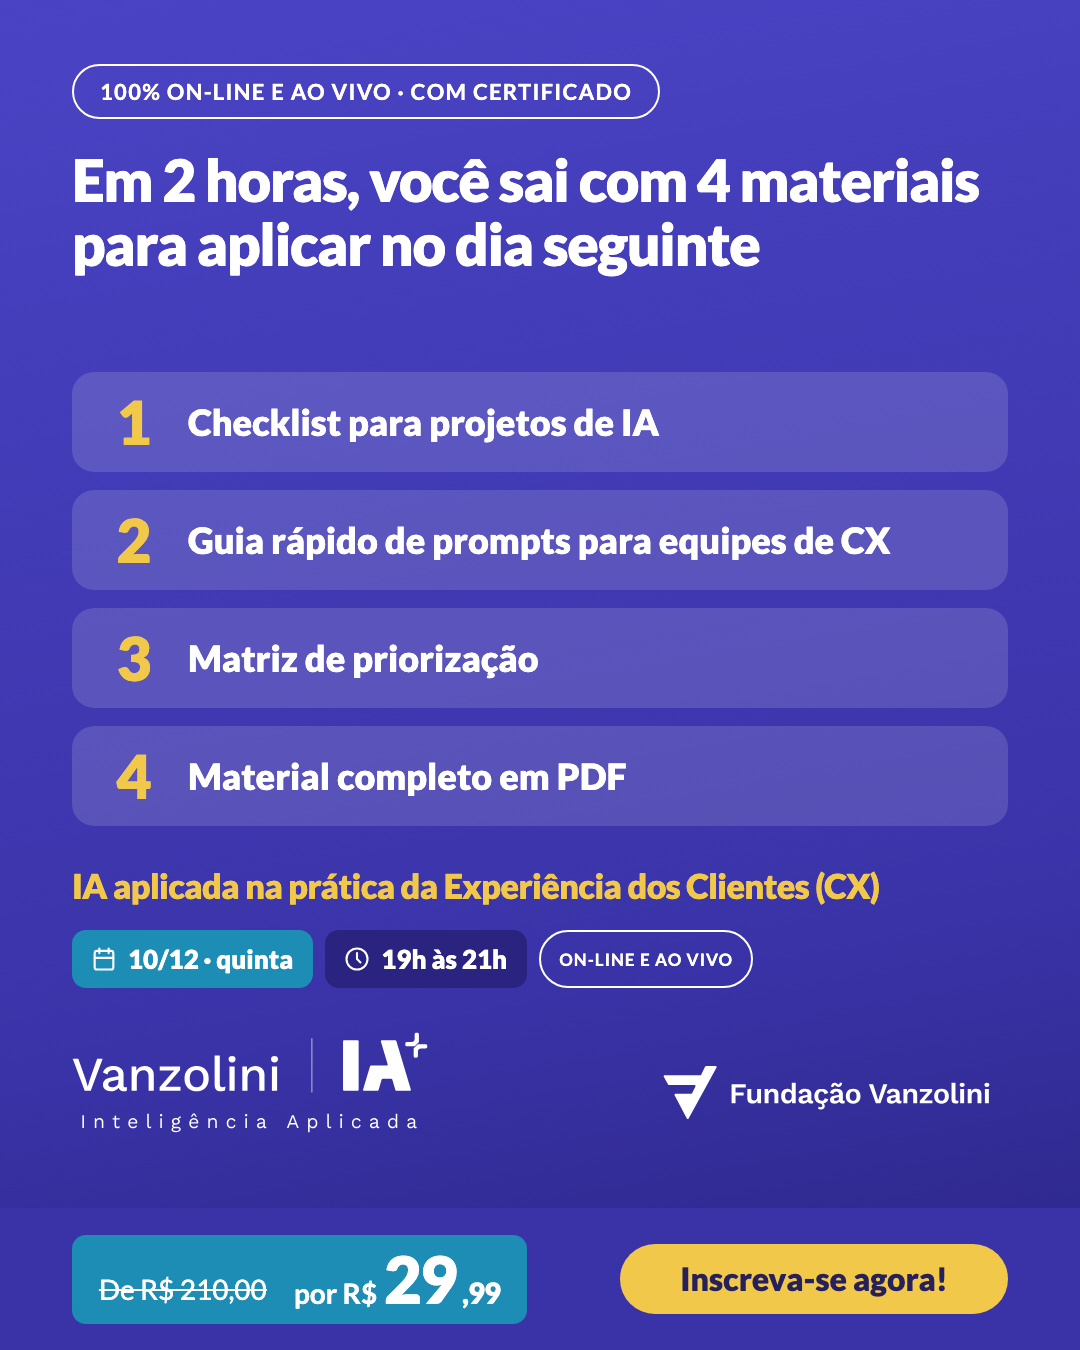 100% ON-LINE E AO VIVO · COM CERTIFICADO
Em 2 horas, você sai com 4 materiais
para aplicar no dia seguinte
1 Checklist para projetos de IA
2 Guia rápido de prompts para equipes de CX
3 Matriz de priorização
4 Material completo em PDF
IA aplicada na prática da Experiência dos Clientes (CX)
10/12 · quinta 19h às 21h ON-LINE E AO VIVO
Vanzolini IA+
Inteligência Aplicada
Fundação Vanzolini
De R$ 210,00 por R$ 29,99
Inscreva-se agora!